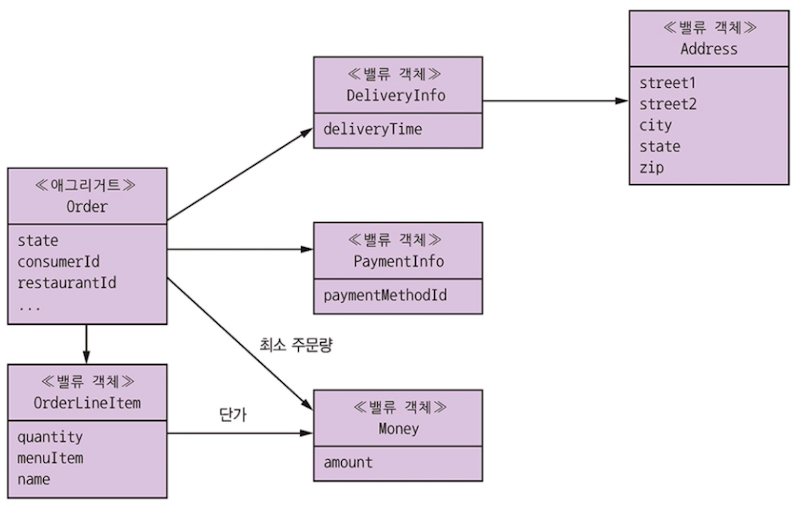 ≪밸류 객체≫
Address
street1
street2
city
state
zip
≪밸류 객체≫
DeliveryInfo
deliveryTime
≪애그리거트≫
Order
state
consumerId
restaurantId
...
≪밸류 객체≫
PaymentInfo
paymentMethodId
최소 주문량
≪밸류 객체≫
OrderLineItem
quantity
menuItem
name
단가
≪밸류 객체≫
Money
amount